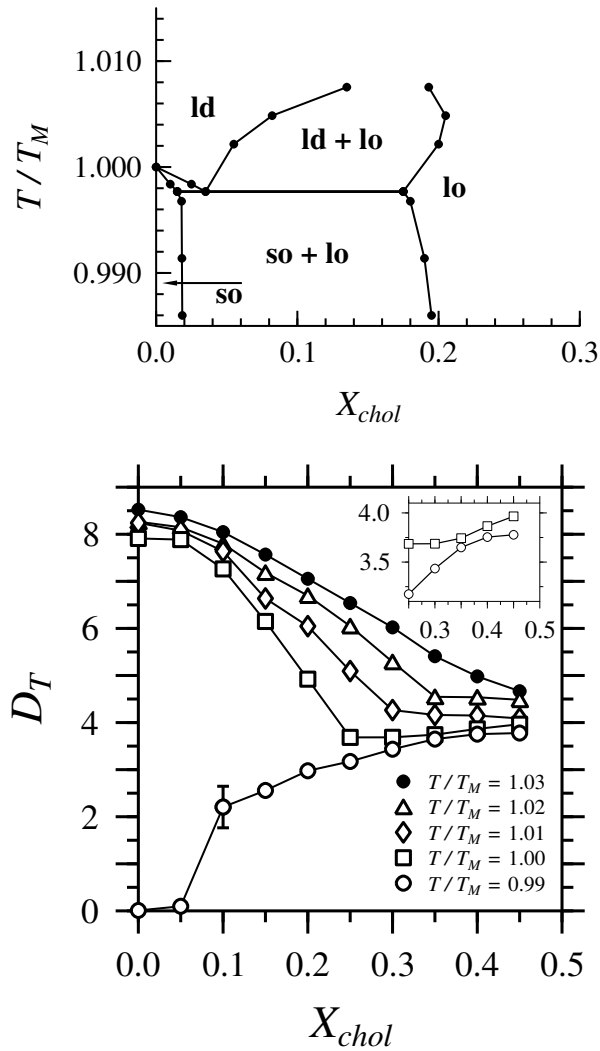 1.010
1.000
0.990
T / T_M
ld
ld + lo
lo
so + lo
so
0.0
0.1
0.2
0.3
X_chol
8
6
4
2
0
D_T
4.0
3.5
0.3
0.4
0.5
T / T_M = 1.03
T / T_M = 1.02
T / T_M = 1.01
T / T_M = 1.00
T / T_M = 0.99
0.0
0.1
0.2
0.3
0.4
0.5
X_chol